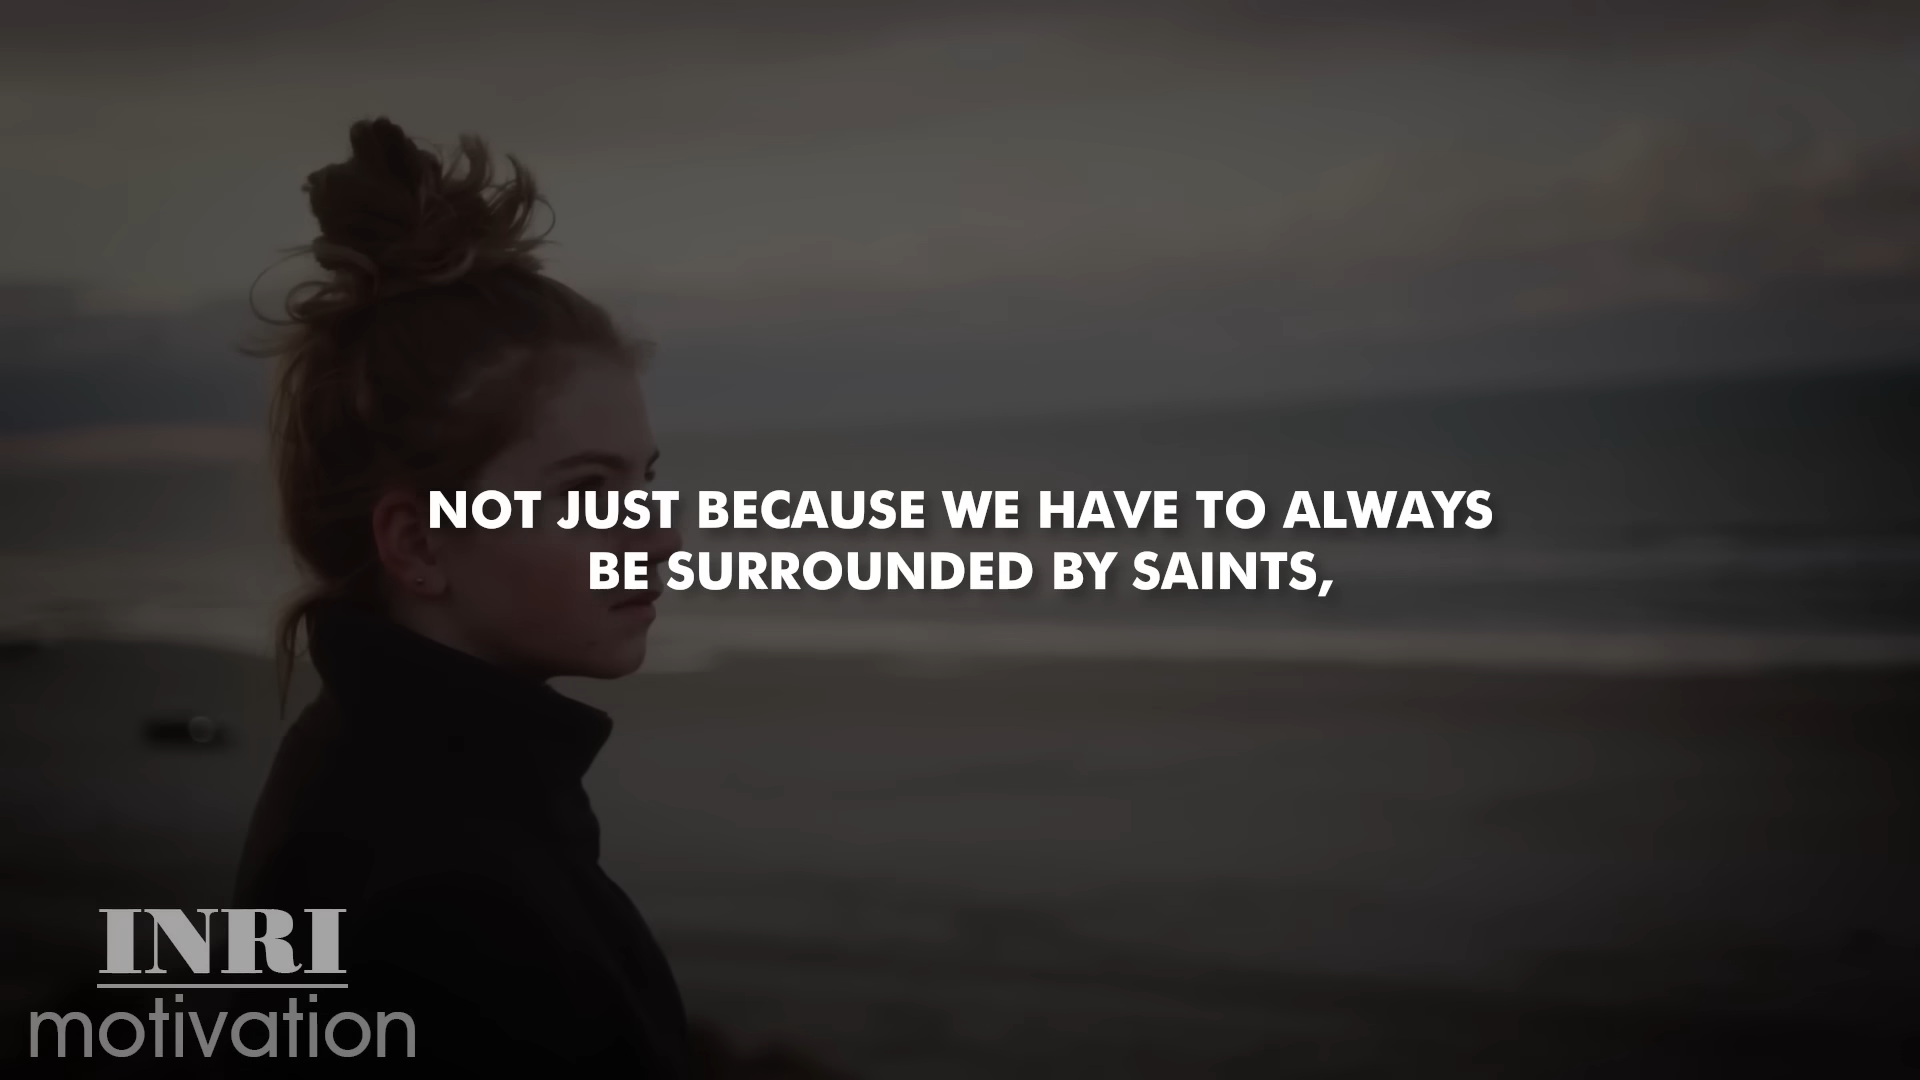 NOT JUST BECAUSE WE HAVE TO ALWAYS
BE SURROUNDED BY SAINTS,
INRI
motivation